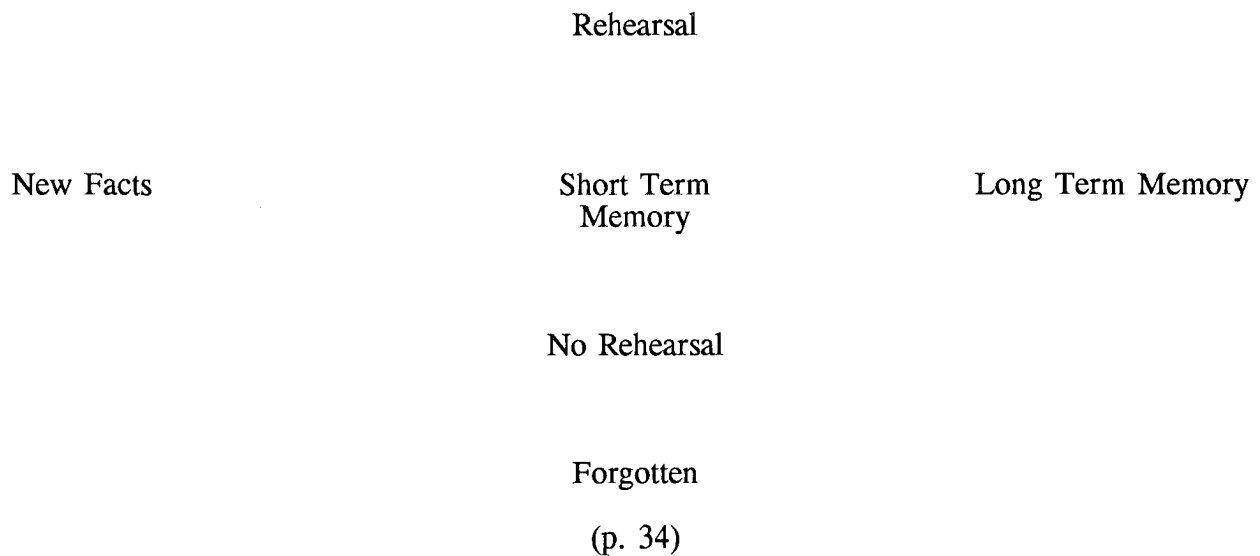 Rehearsal
New Facts
Short Term
Memory
Long Term Memory
No Rehearsal
Forgotten
(p. 34)